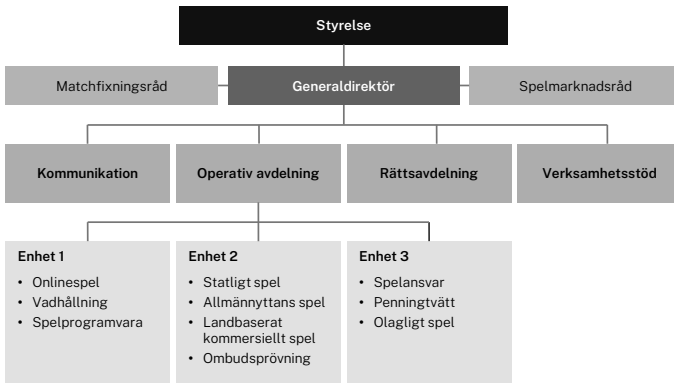 Styrelse
Matchfixningsråd
Generaldirektör
Spelmarknadsråd
Kommunikation
Operativ avdelning
Rättsavdelning
Verksamhetsstöd
Enhet 1
• Onlinespel
• Vadhållning
• Spelprogramvara
Enhet 2
• Statligt spel
• Allmännyttans spel
• Landbaserat
kommersiellt spel
• Ombudsprövning
Enhet 3
• Spelansvar
• Penningtvätt
• Olagligt spel